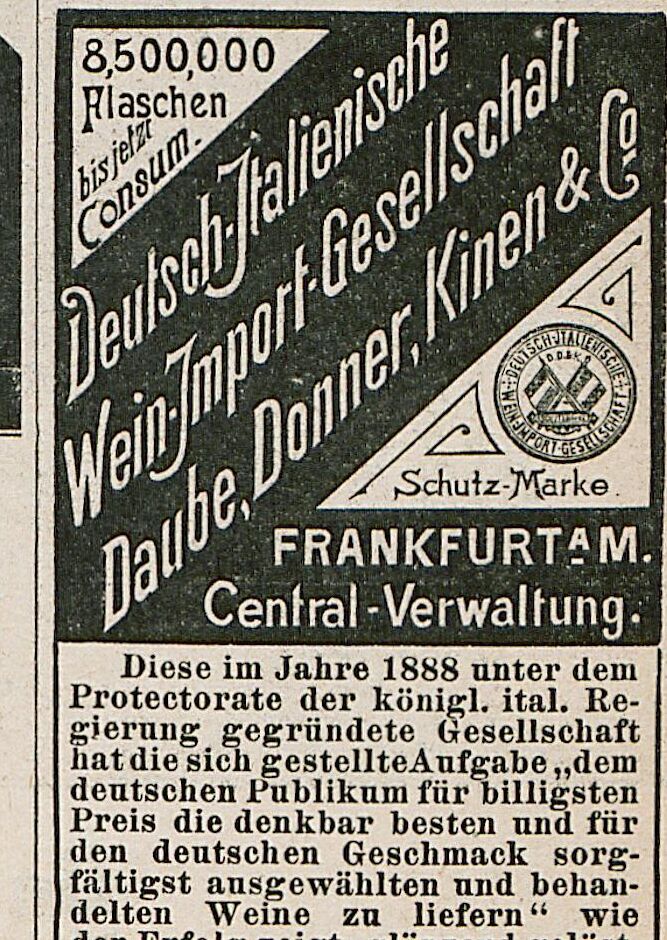 8,500,000
Flaschen
bis jetzt
Consum.
Deutsch-Italienische
Wein-Import-Gesellschaft
Daube, Donner, Kinen & Co
DEUTSCH-ITALIENISCHE
D.D.&K.
WEIN-IMPORT-GESELLSCHAFT
Schutz-Marke.
FRANKFURT A M.
Central-Verwaltung.
Diese im Jahre 1888 unter dem
Protectorate der königl. ital. Re-
gierung gegründete Gesellschaft
hat die sich gestellte Aufgabe „dem
deutschen Publikum für billigsten
Preis die denkbar besten und für
den deutschen Geschmack sorg-
fältigst ausgewählten und behan-
delten Weine zu liefern“ wie
den Erfolg zeigt